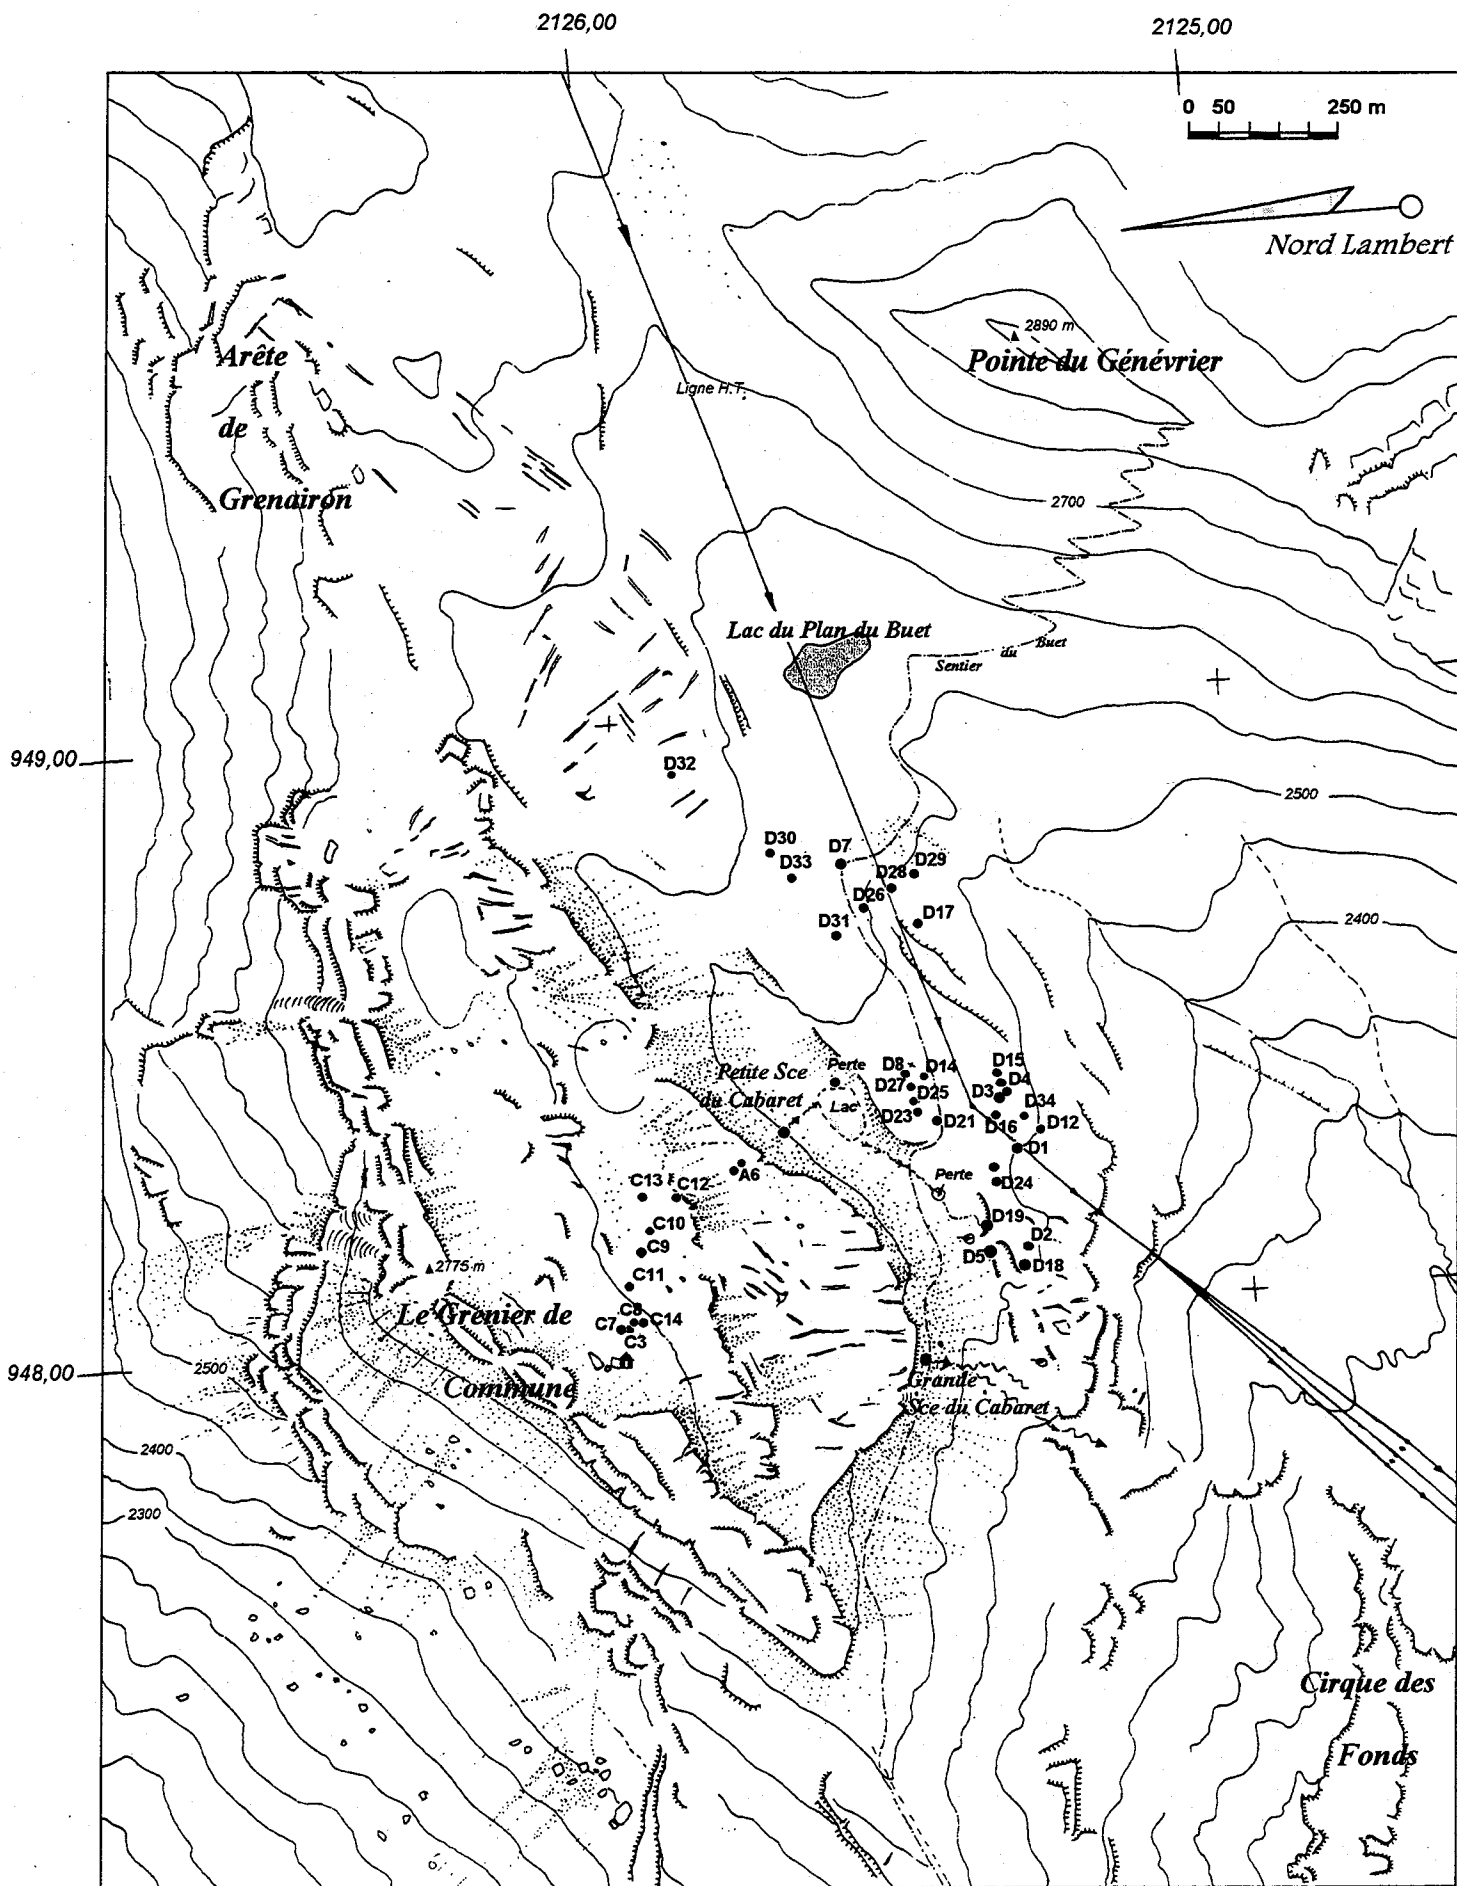 2126,00
2125,00
0 50 250 m
Nord Lambert
2890 m
Pointe du Génévrier
Arête
de
Grenairon
Ligne H.T.
2700
Lac du Plan du Buet
Sentier du Buet
949,00
D32
2500
D30
D33
D7
D29
D28
D26
D31
D17
2400
Petite Sce
du Cabaret
Perte
Lac
D8
D14
D27
D25
D23
D21
D15
D4
D3
D34
D16
D12
D1
Perte
D24
A6
C13
C12
C10
C9
C11
D19
D2
D5
D18
2775 m
Le Grenier de
Commune
C8
C7
C14
C3
948,00
2500
Grande
Sce du Cabaret
2400
2300
Cirque des
Fonds